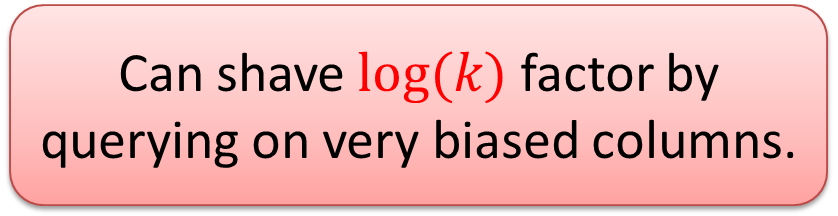 Can shave log(k) factor by
querying on very biased columns.